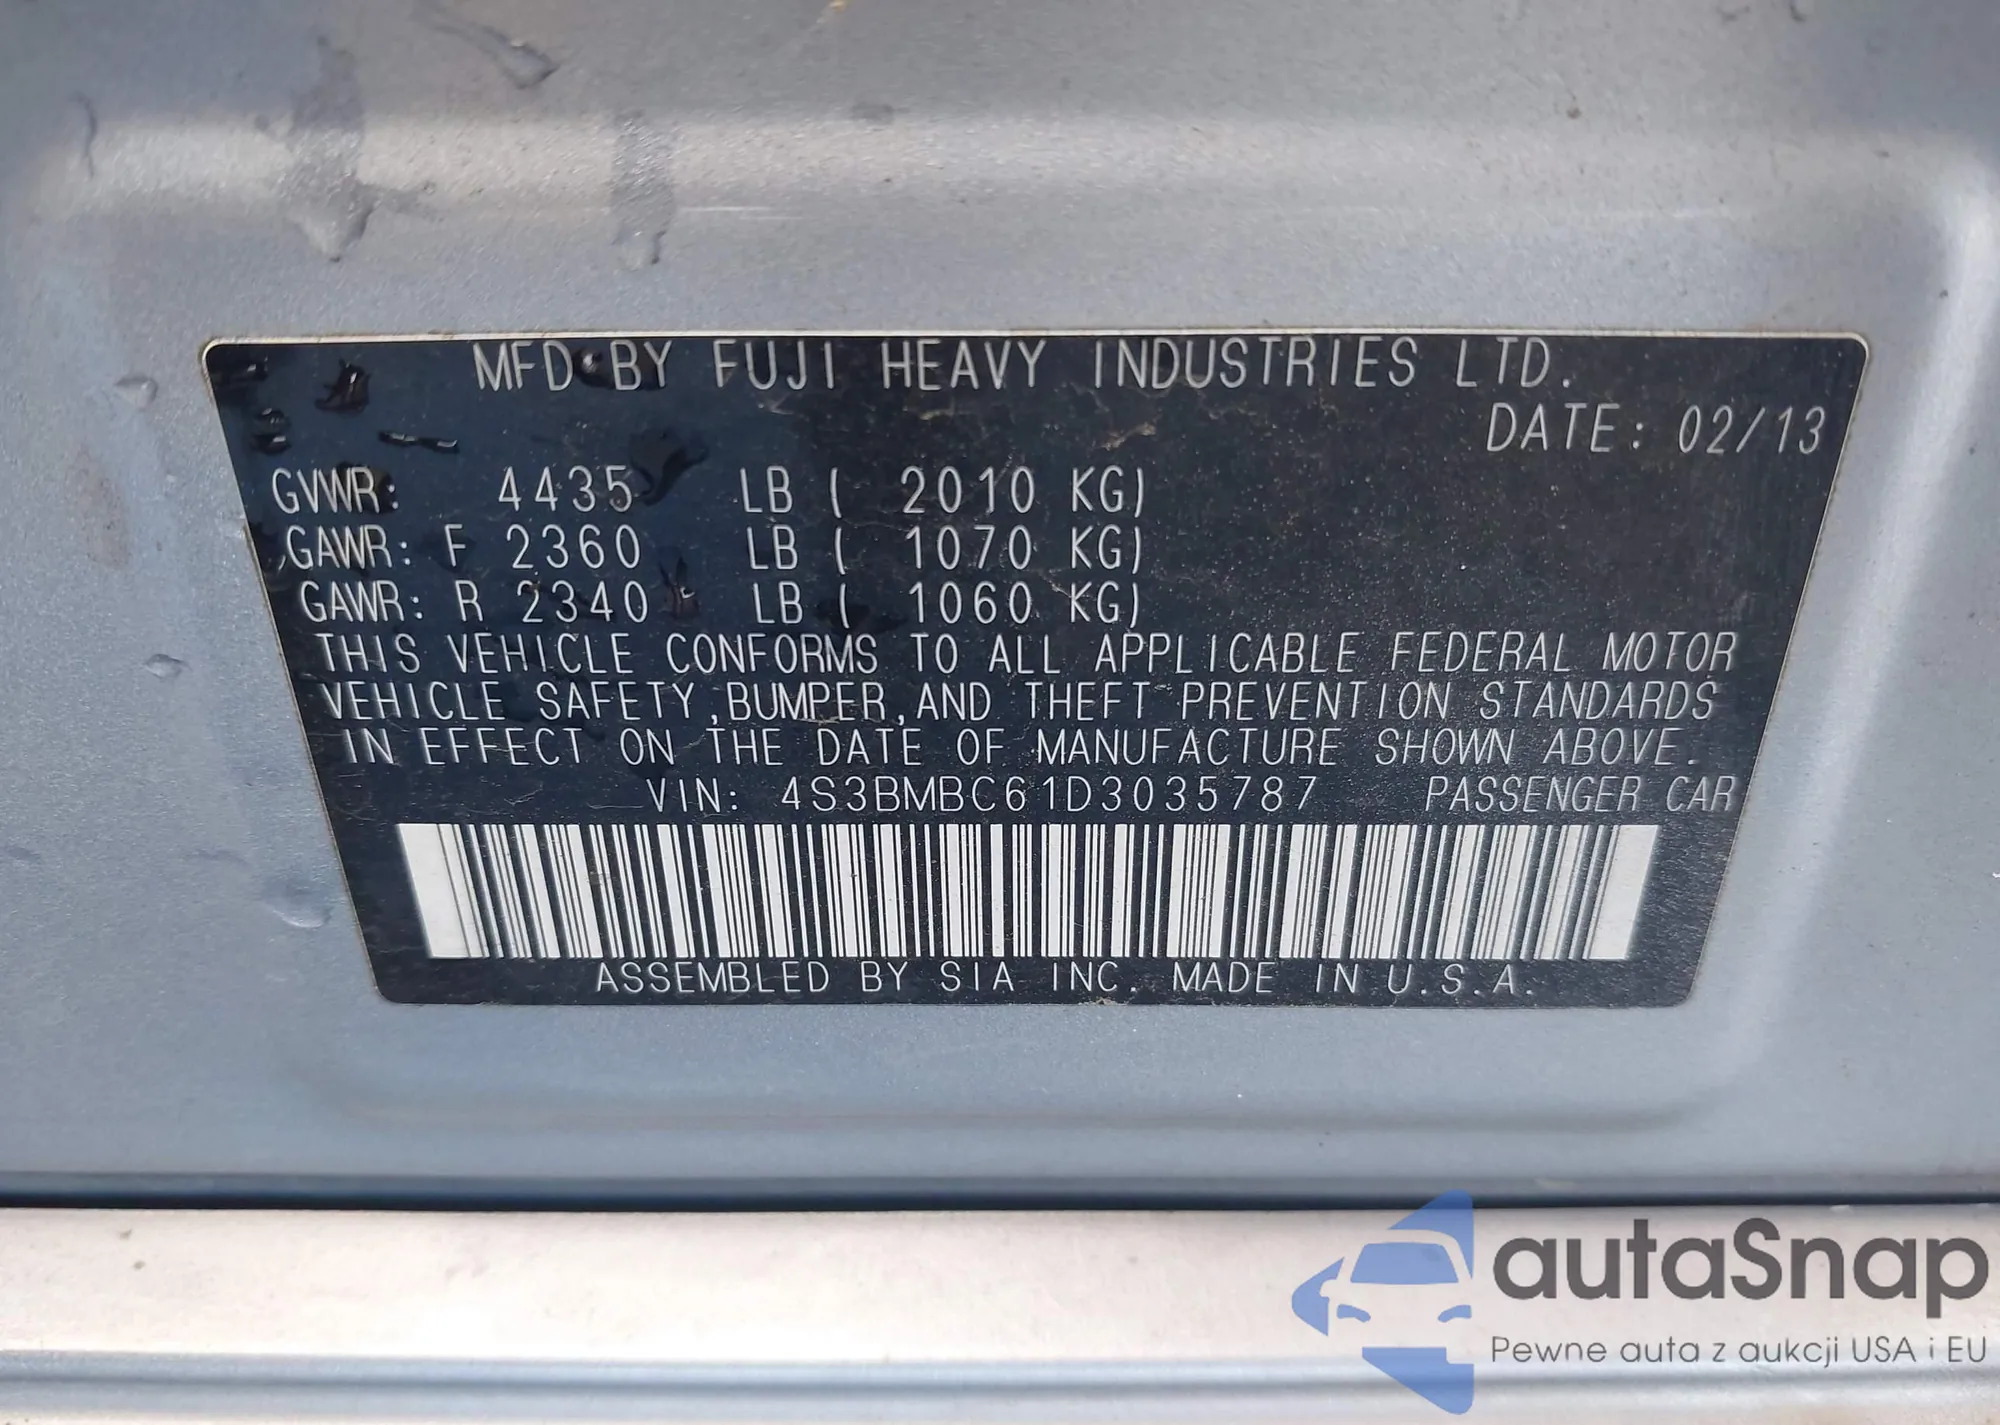 MFD BY FUJI HEAVY INDUSTRIES LTD.
DATE: 02/13
GVWR: 4435 LB ( 2010 KG)
GAWR: F 2360 LB ( 1070 KG)
GAWR: R 2340 LB ( 1060 KG)
THIS VEHICLE CONFORMS TO ALL APPLICABLE FEDERAL MOTOR
VEHICLE SAFETY,BUMPER,AND THEFT PREVENTION STANDARDS
IN EFFECT ON THE DATE OF MANUFACTURE SHOWN ABOVE.
VIN: 4S3BMBC61D3035787 PASSENGER CAR
ASSEMBLED BY SIA INC. MADE IN U.S.A.
autaSnap
Pewne auta z aukcji USA i EU